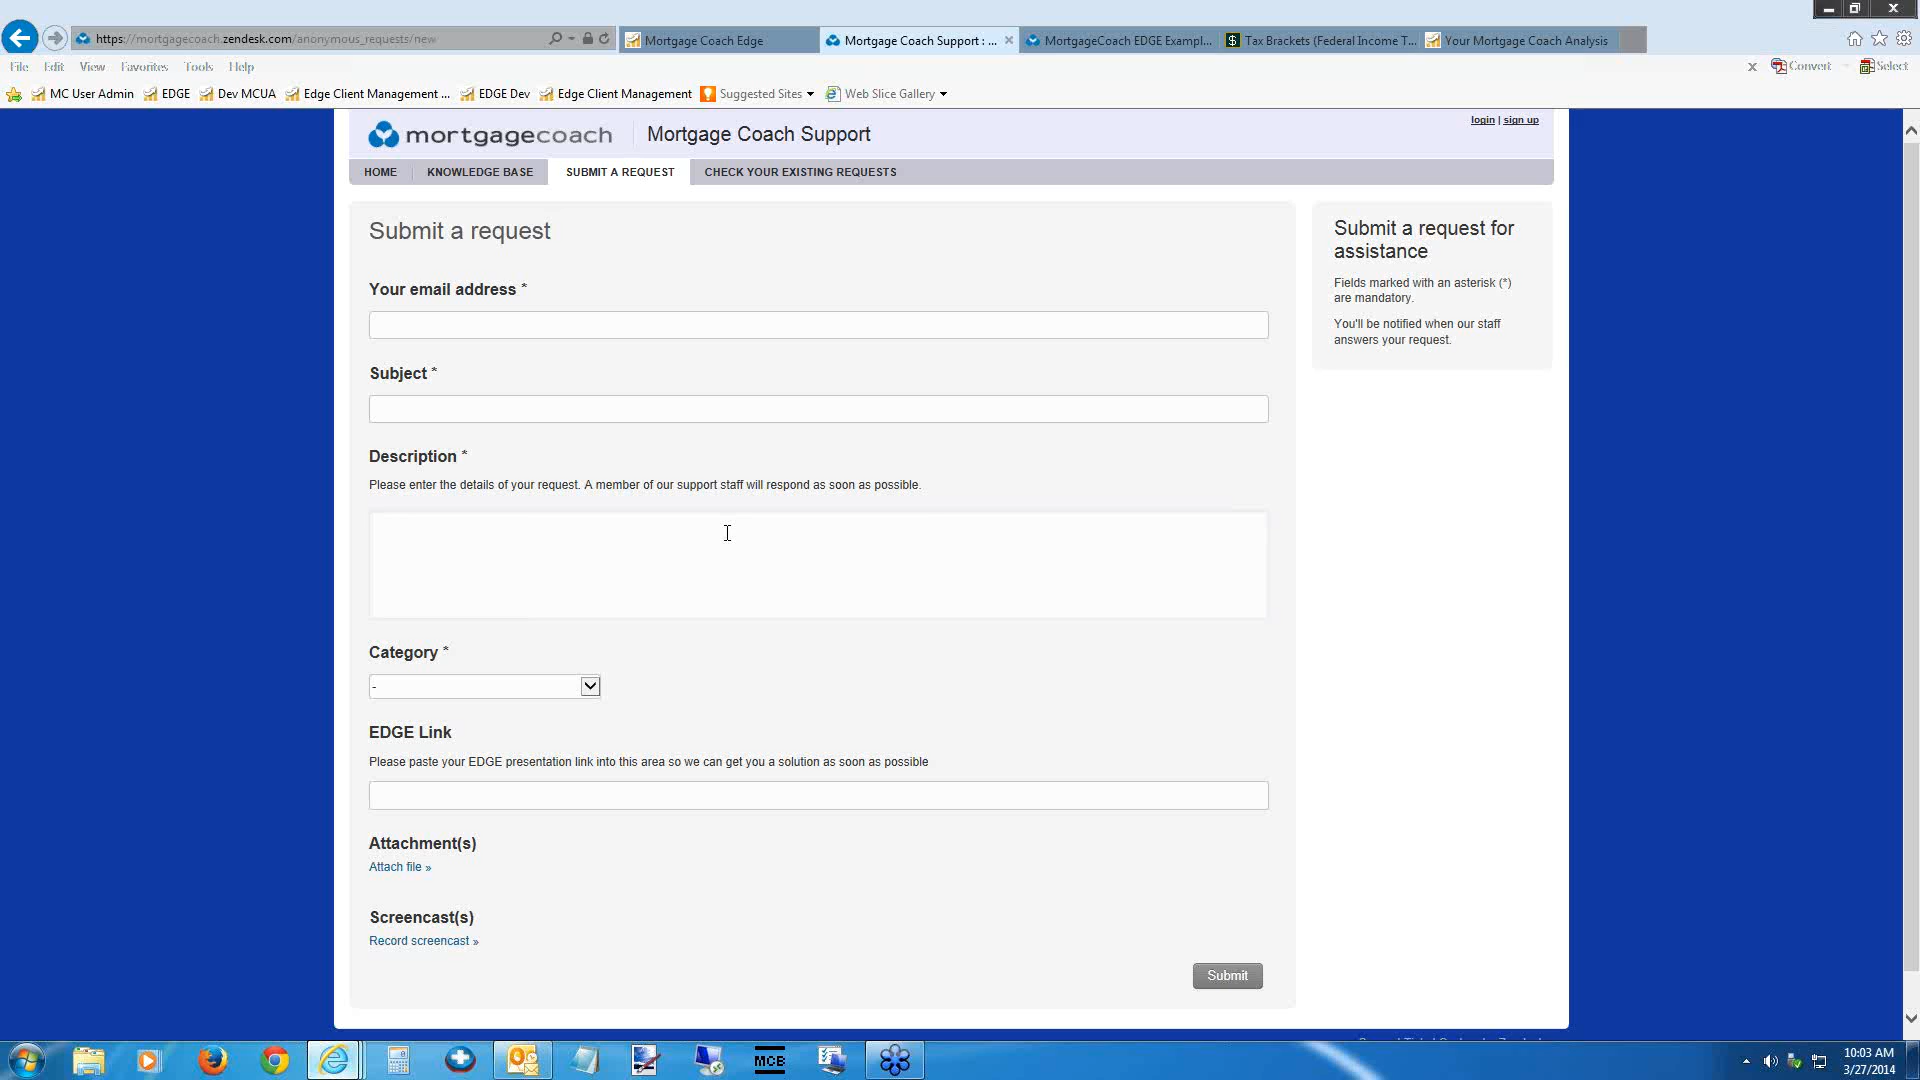 https://mortgagecoach.zendesk.com/anonymous_requests/new
Mortgage Coach Edge
Mortgage Coach Support : ...
MortgageCoach EDGE Exampl...
$ Tax Brackets (Federal Income T...
Your Mortgage Coach Analysis
File Edit View Favorites Tools Help
x Convert Select
MC User Admin EDGE Dev MCUA Edge Client Management ... EDGE Dev Edge Client Management Suggested Sites Web Slice Gallery
mortgagecoach Mortgage Coach Support
login | sign up
HOME KNOWLEDGE BASE SUBMIT A REQUEST CHECK YOUR EXISTING REQUESTS
Submit a request
Your email address *
Subject *
Description *
Please enter the details of your request. A member of our support staff will respond as soon as possible.
Category *
-
EDGE Link
Please paste your EDGE presentation link into this area so we can get you a solution as soon as possible
Attachment(s)
Attach file »
Screencast(s)
Record screencast »
Submit
Submit a request for
assistance
Fields marked with an asterisk (*)
are mandatory.
You'll be notified when our staff
answers your request.
MCB
10:03 AM
3/27/2014